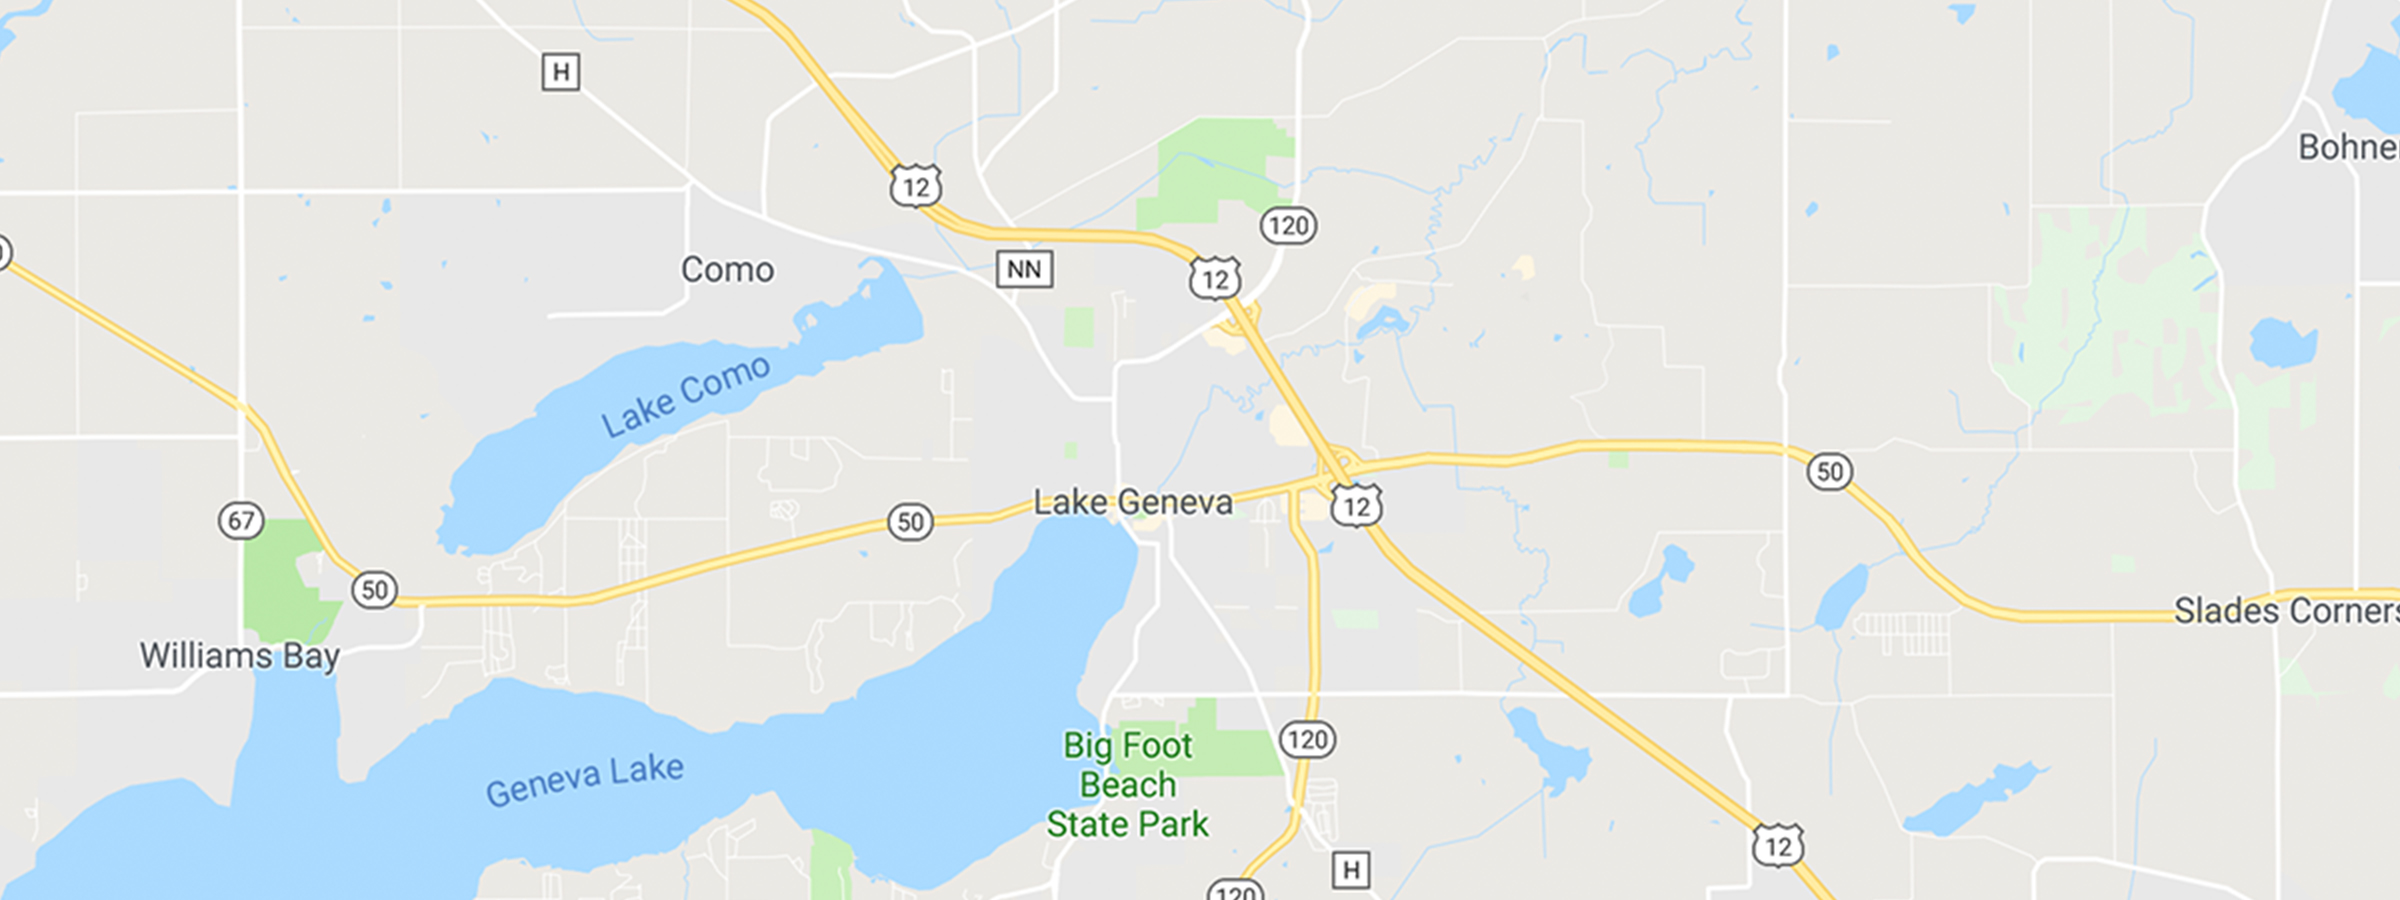 H
Bohner
12
120
Como
NN
12
Lake Como
50
Lake Geneva
12
67
50
50
Slades Corners
Williams Bay
Big Foot
Beach
State Park
120
Geneva Lake
12
H
120